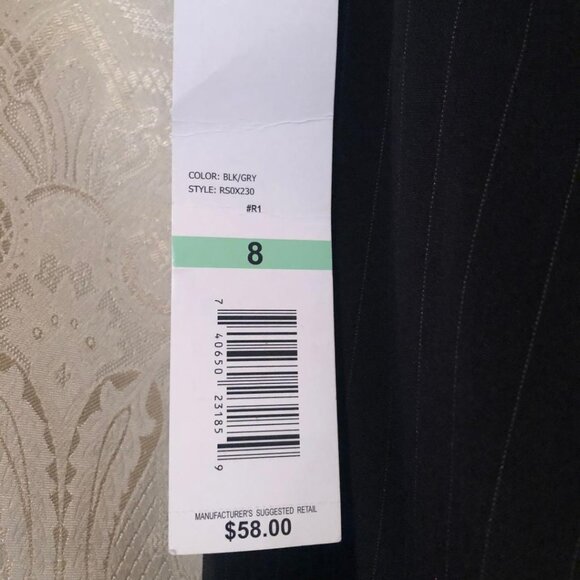 COLOR: BLK/GRY
STYLE: RS0X230
#R1
8
7 40650 23185 9
MANUFACTURER'S SUGGESTED RETAIL
$58.00